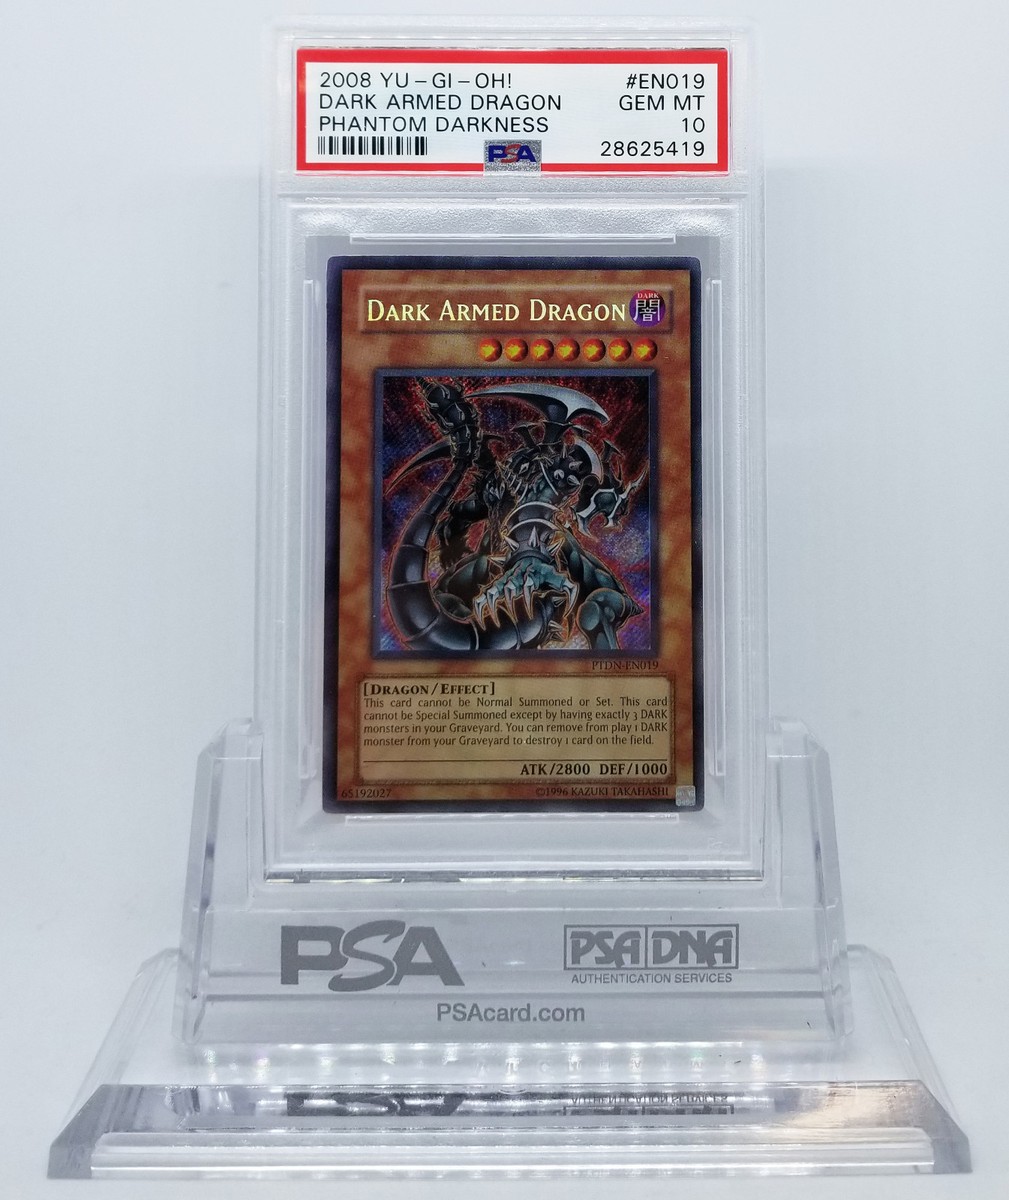 2008 YU-GI-OH! #EN019
DARK ARMED DRAGON GEM MT
PHANTOM DARKNESS 10
PSA 28625419
DARK ARMED DRAGON
DARK
闇
PTDN-EN019
[DRAGON/EFFECT]
This card cannot be Normal Summoned or Set. This card
cannot be Special Summoned except by having exactly 3 DARK
monsters in your Graveyard. You can remove from play 1 DARK
monster from your Graveyard to destroy 1 card on the field.
ATK/2800 DEF/1000
65192027 ©1996 KAZUKI TAKAHASHI
PSA PSA DNA
AUTHENTICATION SERVICES
PSAcard.com